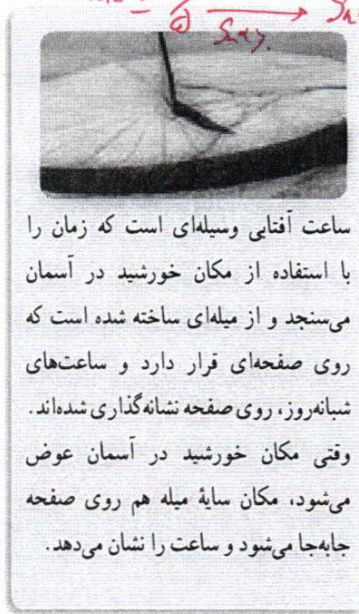 ساعت آفتابی وسیله‌ای است که زمان را
با استفاده از مکان خورشید در آسمان
می‌سنجد و از میله‌ای ساخته شده است که
روی صفحه‌ای قرار دارد و ساعت‌های
شبانه‌روز، روی صفحه نشانه‌گذاری شده‌اند.
وقتی مکان خورشید در آسمان عوض
می‌شود، مکان سایهٔ میله هم روی صفحه
جابه‌جا می‌شود و ساعت را نشان می‌دهد.